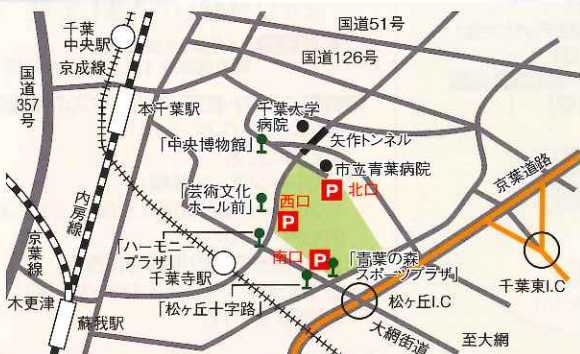 国道51号
千葉
中央駅
京成線
国道126号
国道
357
号
本千葉駅
千葉大学
病院
矢作トンネル
「中央博物館」
市立青葉病院
P
北口
「芸術文化
ホール前」
西口
P
京葉道路
内房線
京葉線
「ハーモニー
プラザ」
千葉寺駅
南口
P
「青葉の森
スポーツプラザ」
千葉東I.C
木更津
「松ヶ丘十字路」
松ヶ丘I.C
蘇我駅
大網街道
至大網